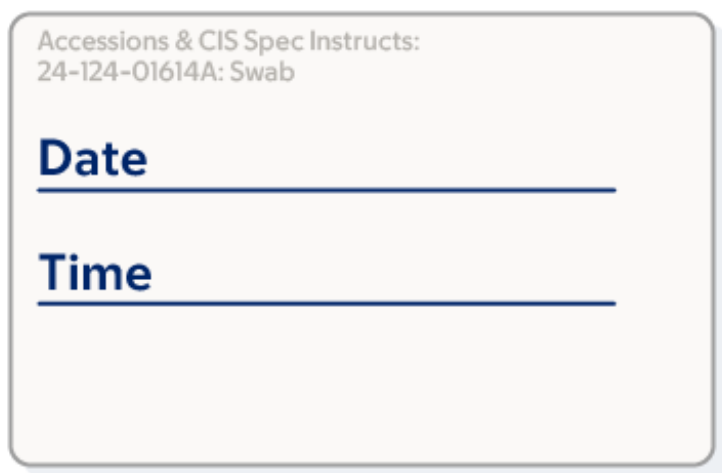 Accessions & CIS Spec Instructs:
24-124-01614A: Swab
Date
Time